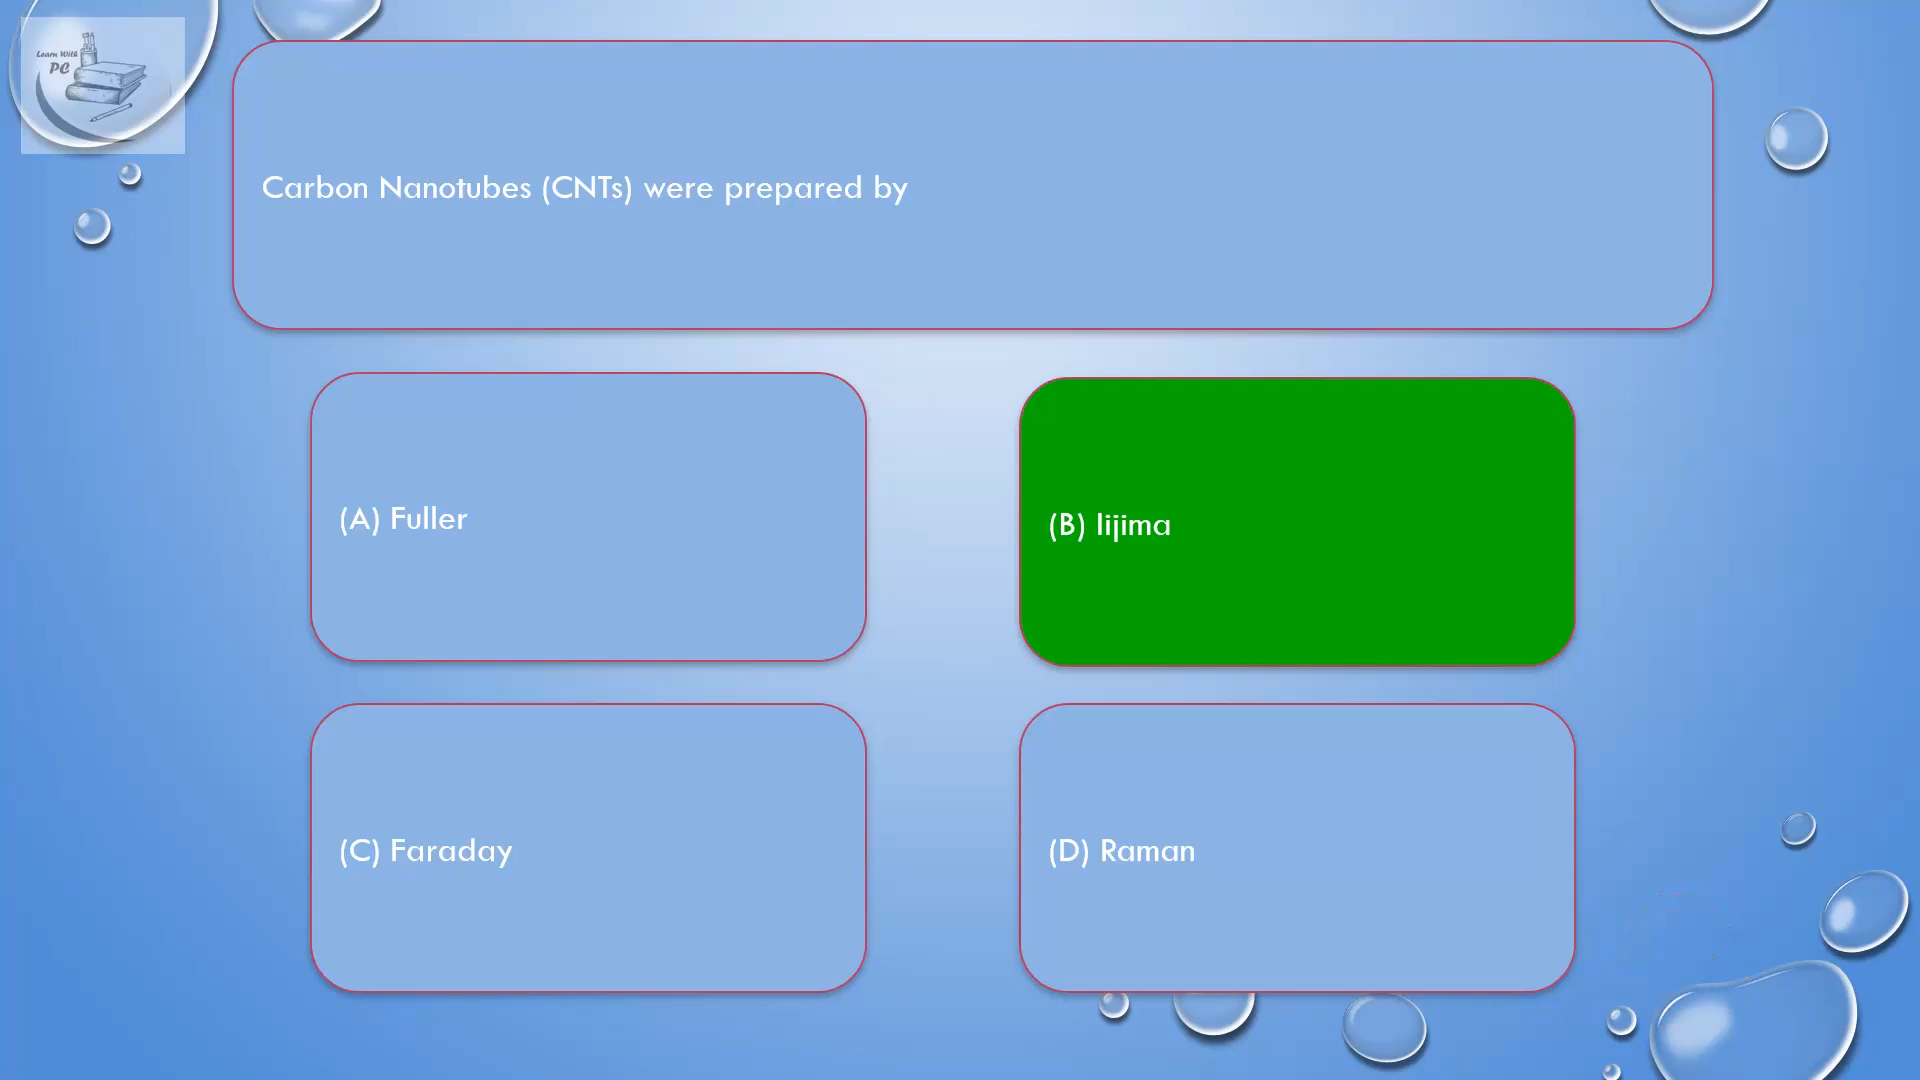 Learn With
PC
Carbon Nanotubes (CNTs) were prepared by
(A) Fuller
(B) Iijima
(C) Faraday
(D) Raman